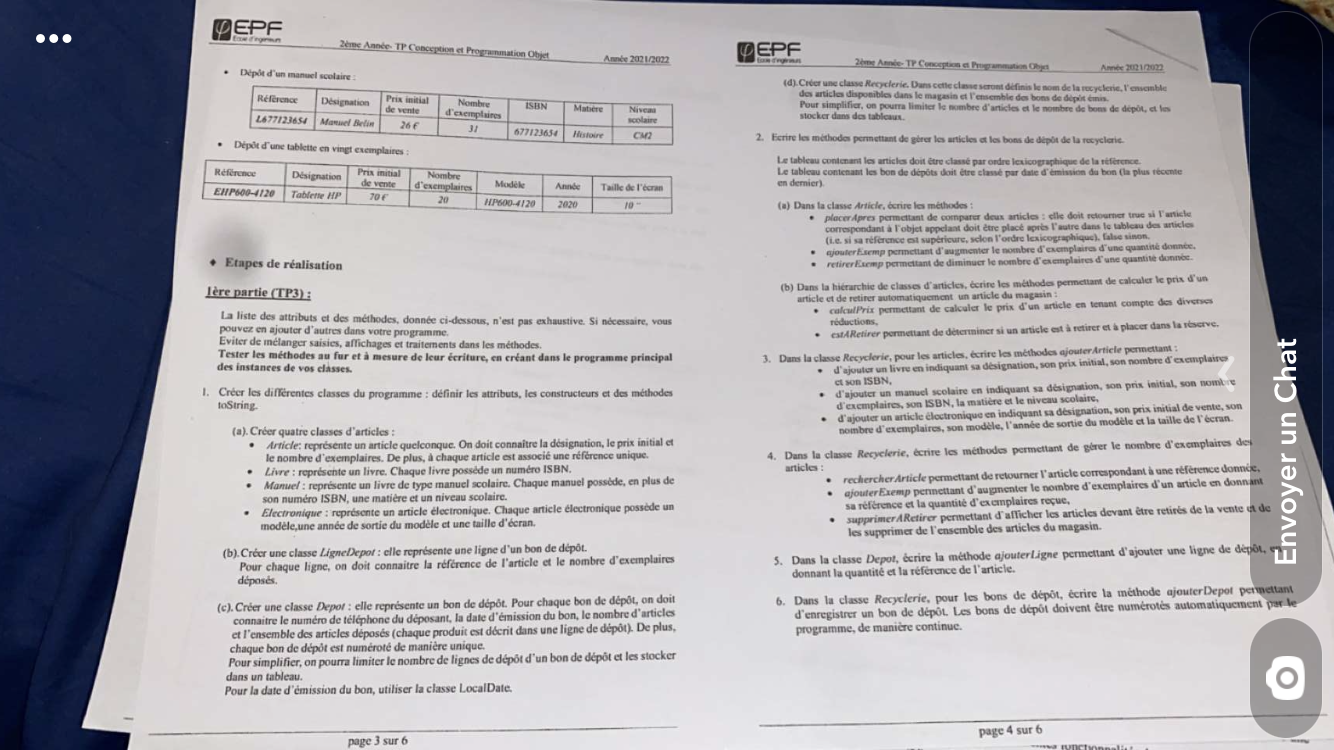 EPF
Ecole d'ingénieurs
2ème Année- TP Conception et Programmation Objet
Année 2021/2022
• Dépôt d'un manuel scolaire :
Référence Désignation Prix initial de vente Nombre d'exemplaires ISBN Matière Niveau scolaire
L677123654 Manuel Belin 26 € 31 677123654 Histoire CM2
• Dépôt d'une tablette en vingt exemplaires :
Référence Désignation Prix initial de vente Nombre d'exemplaires Modèle Année Taille de l'écran
EHP600-4120 Tablette HP 70 € 20 HP600-4120 2020 10 "
♦ Etapes de réalisation
1ère partie (TP3) :
La liste des attributs et des méthodes, donnée ci-dessous, n'est pas exhaustive. Si nécessaire, vous
pouvez en ajouter d'autres dans votre programme.
Eviter de mélanger saisies, affichages et traitements dans les méthodes.
Tester les méthodes au fur et à mesure de leur écriture, en créant dans le programme principal
des instances de vos classes.
1. Créer les différentes classes du programme : définir les attributs, les constructeurs et des méthodes
toString.
(a). Créer quatre classes d'articles :
• Article: représente un article quelconque. On doit connaître la désignation, le prix initial et
le nombre d'exemplaires. De plus, à chaque article est associé une référence unique.
• Livre : représente un livre. Chaque livre possède un numéro ISBN.
• Manuel : représente un livre de type manuel scolaire. Chaque manuel possède, en plus de
son numéro ISBN, une matière et un niveau scolaire.
• Electronique : représente un article électronique. Chaque article électronique possède un
modèle,une année de sortie du modèle et une taille d'écran.
(b). Créer une classe LigneDepot : elle représente une ligne d'un bon de dépôt.
Pour chaque ligne, on doit connaitre la référence de l'article et le nombre d'exemplaires
déposés.
(c). Créer une classe Depot : elle représente un bon de dépôt. Pour chaque bon de dépôt, on doit
connaitre le numéro de téléphone du déposant, la date d'émission du bon, le nombre d'articles
et l'ensemble des articles déposés (chaque produit est décrit dans une ligne de dépôt). De plus,
chaque bon de dépôt est numéroté de manière unique.
Pour simplifier, on pourra limiter le nombre de lignes de dépôt d'un bon de dépôt et les stocker
dans un tableau.
Pour la date d'émission du bon, utiliser la classe LocalDate.
page 3 sur 6
EPF
Ecole d'ingénieurs
2ème Année- TP Conception et Programmation Objet
Année 2021/2022
(d). Créer une classe Recyclerie. Dans cette classe seront définis le nom de la recyclerie, l'ensemble
des articles disponibles dans le magasin et l'ensemble des bons de dépôt émis.
Pour simplifier, on pourra limiter le nombre d'articles et le nombre de bons de dépôt, et les
stocker dans des tableaux.
2. Ecrire les méthodes permettant de gérer les articles et les bons de dépôt de la recyclerie.
Le tableau contenant les articles doit être classé par ordre lexicographique de la référence.
Le tableau contenant les bon de dépôts doit être classé par date d'émission du bon (la plus récente
en dernier).
(a) Dans la classe Article, écrire les méthodes :
• placerApres permettant de comparer deux articles : elle doit retourner true si l'article
correspondant à l'objet appelant doit être placé après l'autre dans le tableau des articles
(i.e. si sa référence est supérieure, selon l'ordre lexicographique), false sinon.
• ajouterExemp permettant d'augmenter le nombre d'exemplaires d'une quantité donnée,
• retirerExemp permettant de diminuer le nombre d'exemplaires d'une quantité donnée.
(b) Dans la hiérarchie de classes d'articles, écrire les méthodes permettant de calculer le prix d'un
article et de retirer automatiquement un article du magasin :
• calculPrix permettant de calculer le prix d'un article en tenant compte des diverses
réductions,
• estARetirer permettant de déterminer si un article est à retirer et à placer dans la réserve.
3. Dans la classe Recyclerie, pour les articles, écrire les méthodes ajouterArticle permettant :
• d'ajouter un livre en indiquant sa désignation, son prix initial, son nombre d'exemplaires
et son ISBN,
• d'ajouter un manuel scolaire en indiquant sa désignation, son prix initial, son nombre
d'exemplaires, son ISBN, la matière et le niveau scolaire,
• d'ajouter un article électronique en indiquant sa désignation, son prix initial de vente, son
nombre d'exemplaires, son modèle, l'année de sortie du modèle et la taille de l'écran.
4. Dans la classe Recyclerie, écrire les méthodes permettant de gérer le nombre d'exemplaires des
articles :
• rechercherArticle permettant de retourner l'article correspondant à une référence donnée,
• ajouterExemp permettant d'augmenter le nombre d'exemplaires d'un article en donnant
sa référence et la quantité d'exemplaires reçue,
• supprimerARetirer permettant d'afficher les articles devant être retirés de la vente et de
les supprimer de l'ensemble des articles du magasin.
5. Dans la classe Depot, écrire la méthode ajouterLigne permettant d'ajouter une ligne de dépôt, en
donnant la quantité et la référence de l'article.
6. Dans la classe Recyclerie, pour les bons de dépôt, écrire la méthode ajouterDepot permettant
d'enregistrer un bon de dépôt. Les bons de dépôt doivent être numérotés automatiquement par le
programme, de manière continue.
page 4 sur 6
Envoyer un Chat